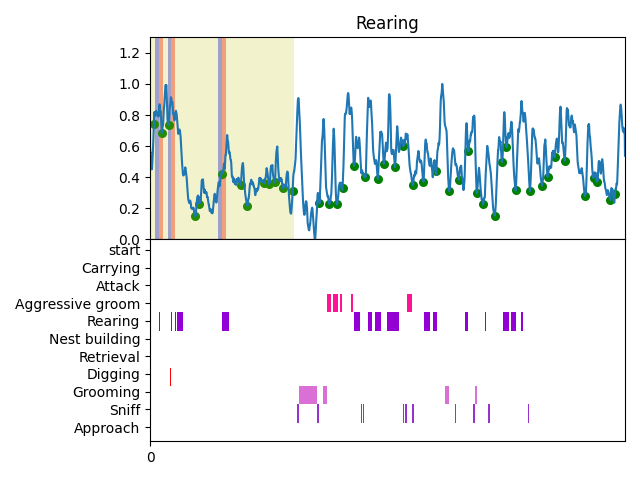 Rearing
1.2
1.0
0.8
0.6
0.4
0.2
0.0
start
Carrying
Attack
Aggressive groom
Rearing
Nest building
Retrieval
Digging
Grooming
Sniff
Approach
0